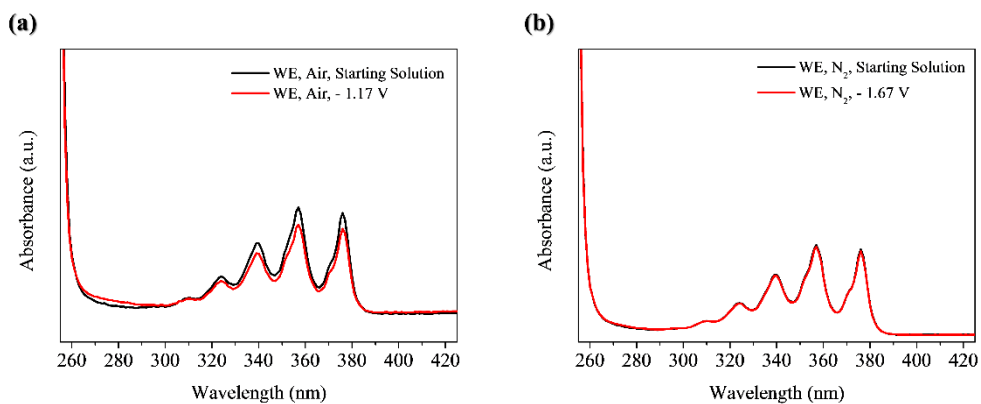 (a)
WE, Air, Starting Solution
WE, Air, - 1.17 V
Absorbance (a.u.)
260 280 300 320 340 360 380 400 420
Wavelength (nm)
(b)
WE, N₂, Starting Solution
WE, N₂, - 1.67 V
Absorbance (a.u.)
260 280 300 320 340 360 380 400 420
Wavelength (nm)